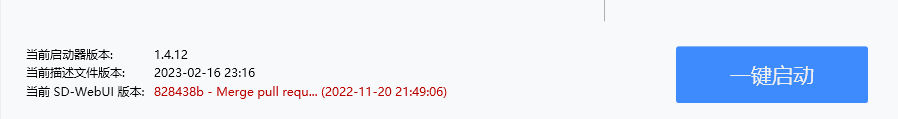 当前启动器版本: 1.4.12
当前描述文件版本: 2023-02-16 23:16
当前 SD-WebUI 版本: 828438b - Merge pull requ... (2022-11-20 21:49:06)
一键启动